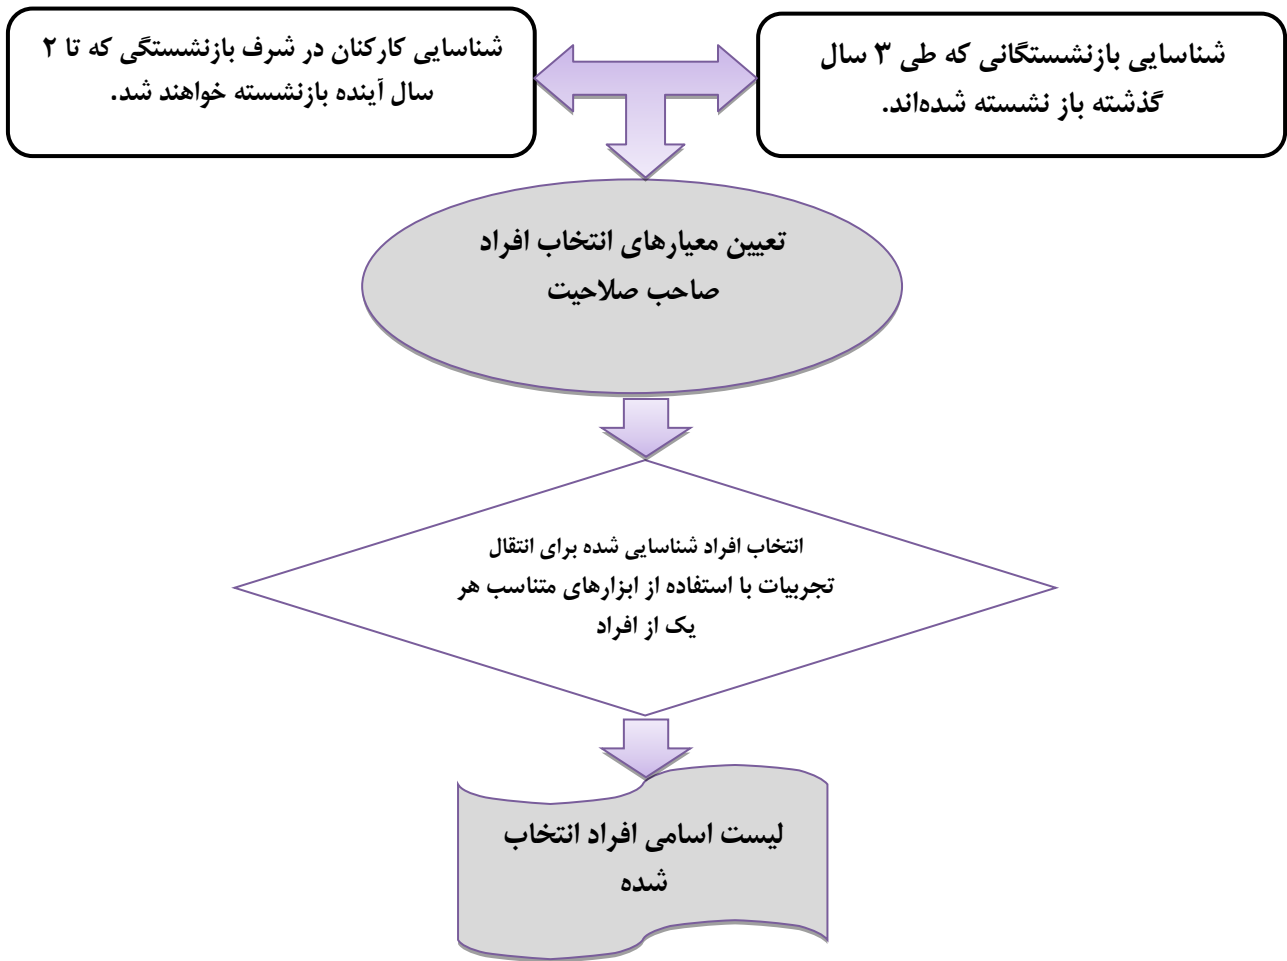 شناسایی بازنشستگانی که طی ۳ سال
گذشته باز نشسته شده‌اند.
شناسایی کارکنان در شرف بازنشستگی که تا ۲
سال آینده بازنشسته خواهند شد.
تعیین معیارهای انتخاب افراد
صاحب صلاحیت
انتخاب افراد شناسایی شده برای انتقال
تجربیات با استفاده از ابزارهای متناسب هر
یک از افراد
لیست اسامی افراد انتخاب
شده